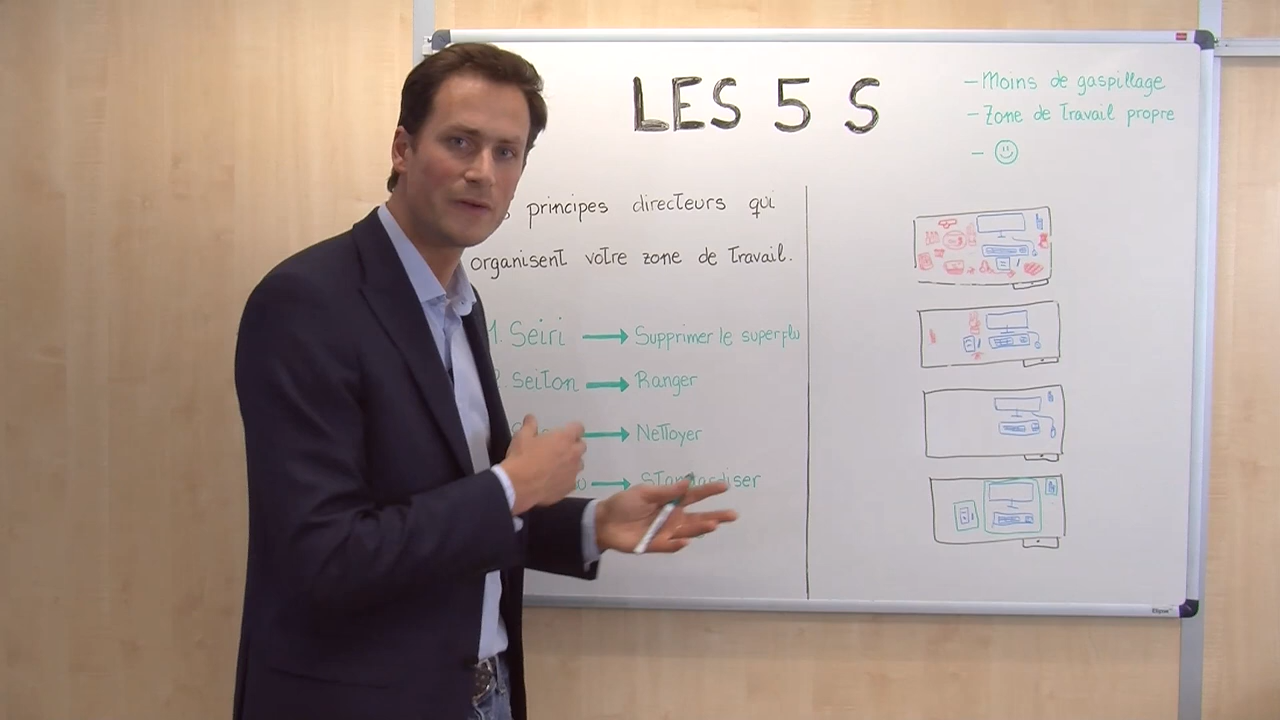 LES 5 S
- Moins de gaspillage
- Zone de travail propre
-
principes directeurs qui
organisent votre zone de travail.
1. Seiri → Supprimer le superflu
2. Seiton → Ranger
→ Nettoyer
→ Standardiser